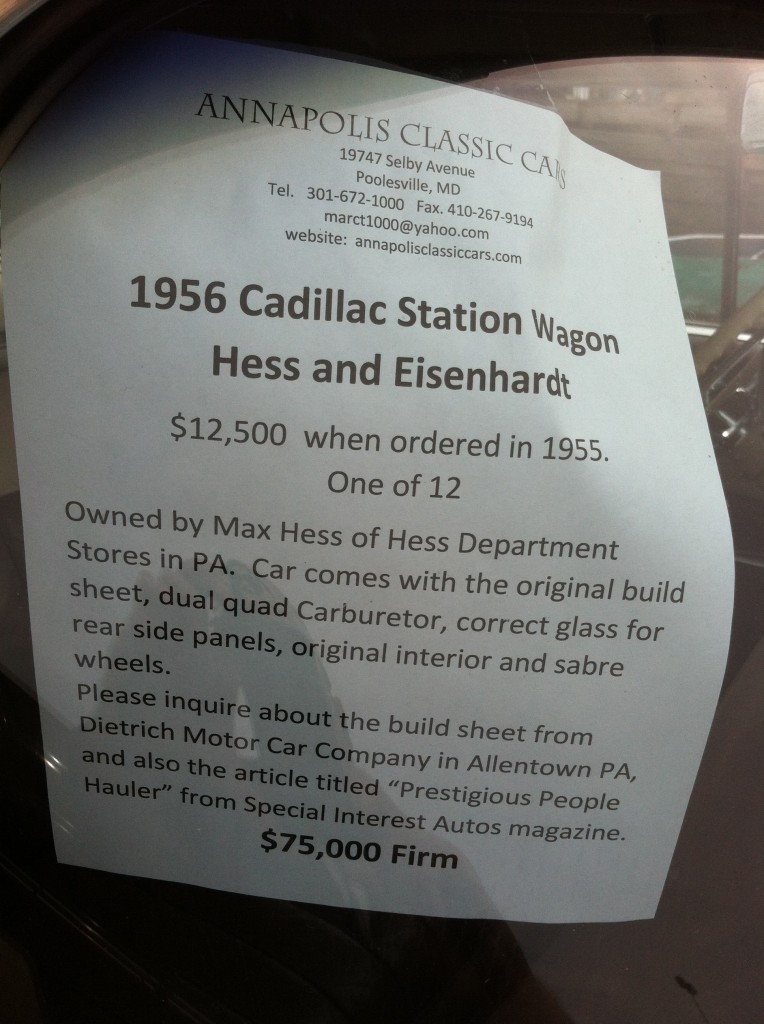 ANNAPOLIS CLASSIC CARS
19747 Selby Avenue
Poolesville, MD
Tel. 301-672-1000 Fax. 410-267-9194
marct1000@yahoo.com
website: annapolisclassiccars.com
1956 Cadillac Station Wagon
Hess and Eisenhardt
$12,500 when ordered in 1955.
One of 12
Owned by Max Hess of Hess Department
Stores in PA. Car comes with the original build
sheet, dual quad Carburetor, correct glass for
rear side panels, original interior and sabre
wheels.
Please inquire about the build sheet from
Dietrich Motor Car Company in Allentown PA,
and also the article titled “Prestigious People
Hauler” from Special Interest Autos magazine.
$75,000 Firm